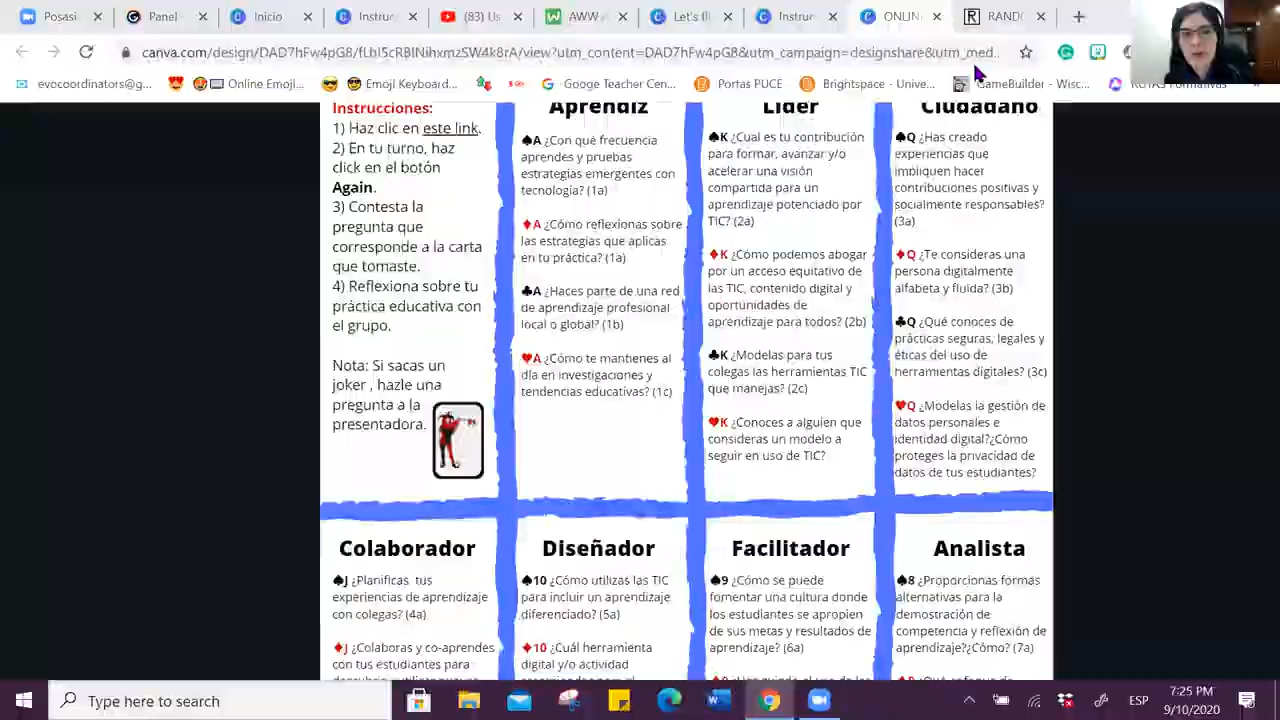 Posasi
Panel
Inicio
Instruc
(83) Us
AWW A
Let's fli
Instruc
ONLIN
RAND
canva.com/design/DAD7hFw4pG8/
view?utm_content=DAD7hFw4pG8&utm_campaign=designshare&utm_med...
evocoordinators@g...
Online Emoji...
Emoji Keyboard...
Google Teacher Cen...
Portas PUCE
Brightspace - Unive...
GameBuilder - Wisc...
RUTAS Formativas
Instrucciones:
1) Haz clic en este link.
2) En tu turno, haz
click en el botón
Again.
3) Contesta la
pregunta que
corresponde a la carta
que tomaste.
4) Reflexiona sobre tu
práctica educativa con
el grupo.
Nota: Si sacas un
joker , hazle una
pregunta a la
presentadora.
Aprendiz
♠A ¿Con qué frecuencia
aprendes y pruebas
estrategias emergentes con
tecnología? (1a)
♦A ¿Cómo reflexionas sobre
las estrategias que aplicas
en tu práctica? (1a)
♣A ¿Haces parte de una red
de aprendizaje profesional
local o global? (1b)
♥A ¿Cómo te mantienes al
día en investigaciones y
tendencias educativas? (1c)
Líder
♠K ¿Cual es tu contribución
para formar, avanzar y/o
acelerar una visión
compartida para un
aprendizaje potenciado por
TIC? (2a)
♦K ¿Cómo podemos abogar
por un acceso equitativo de
las TIC, contenido digital y
oportunidades de
aprendizaje para todos? (2b)
♣K ¿Modelas para tus
colegas las herramientas TIC
que manejas? (2c)
♥K ¿Conoces a alguien que
consideras un modelo a
seguir en uso de TIC?
Ciudadano
♠Q ¿Has creado
experiencias que
impliquen hacer
contribuciones positivas y
socialmente responsables?
(3a)
♦Q ¿Te consideras una
persona digitalmente
alfabeta y fluida? (3b)
♣Q ¿Qué conoces de
prácticas seguras, legales y
éticas del uso de
herramientas digitales? (3c)
♥Q ¿Modelas la gestión de
datos personales e
identidad digital?¿Cómo
proteges la privacidad de
datos de tus estudiantes?
Colaborador
♠J ¿Planificas tus
experiencias de aprendizaje
con colegas? (4a)
♦J ¿Colaboras y co-aprendes
con tus estudiantes para
Diseñador
♠10 ¿Cómo utilizas las TIC
para incluir un aprendizaje
diferenciado? (5a)
♦10 ¿Cuál herramienta
digital y/o actividad
Facilitador
♠9 ¿Cómo se puede
fomentar una cultura donde
los estudiantes se apropien
de sus metas y resultados de
aprendizaje? (6a)
Analista
♠8 ¿Proporcionas formas
alternativas para la
demostración de
competencia y reflexión de
aprendizaje?¿Cómo? (7a)
Type here to search
ESP
7:25 PM
9/10/2020